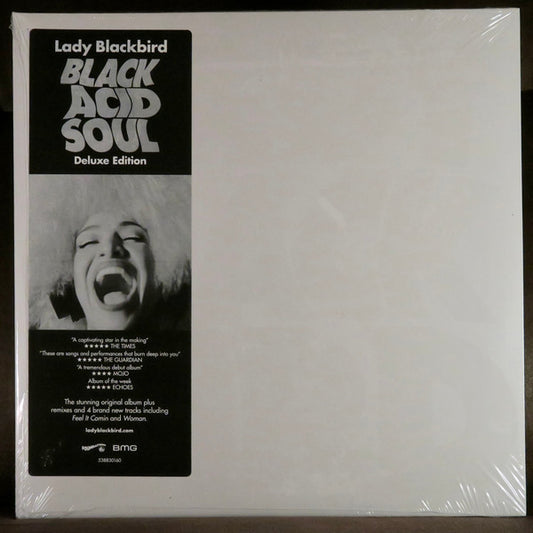 Lady Blackbird
BLACK
ACID
SOUL
Deluxe Edition
"A captivating star in the making"
★★★★★ THE TIMES
"These are songs and performances that burn deep into you"
★★★★★ THE GUARDIAN
"A tremendous debut album"
★★★★ MOJO
Album of the week
★★★★★ ECHOES
The stunning original album plus
remixes and 4 brand new tracks including
Feel It Comin and Woman.
ladyblackbird.com
BMG
538830160